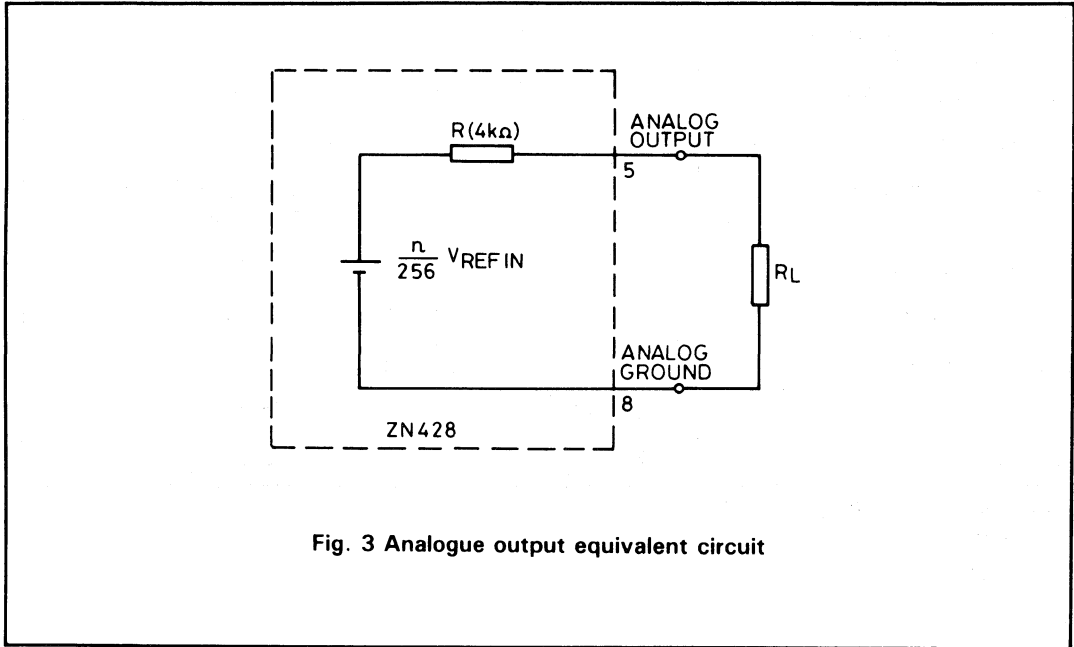 R(4kΩ)
ANALOG
OUTPUT
5
n
256
VREF IN
RL
ANALOG
GROUND
8
ZN428
Fig. 3 Analogue output equivalent circuit